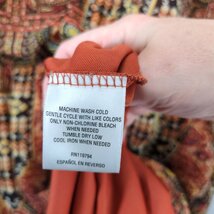 MACHINE WASH COLD
GENTLE CYCLE WITH LIKE COLORS
ONLY NON-CHLORINE BLEACH
WHEN NEEDED
TUMBLE DRY LOW
COOL IRON WHEN NEEDED
RN119794
ESPAÑOL EN REVERSO